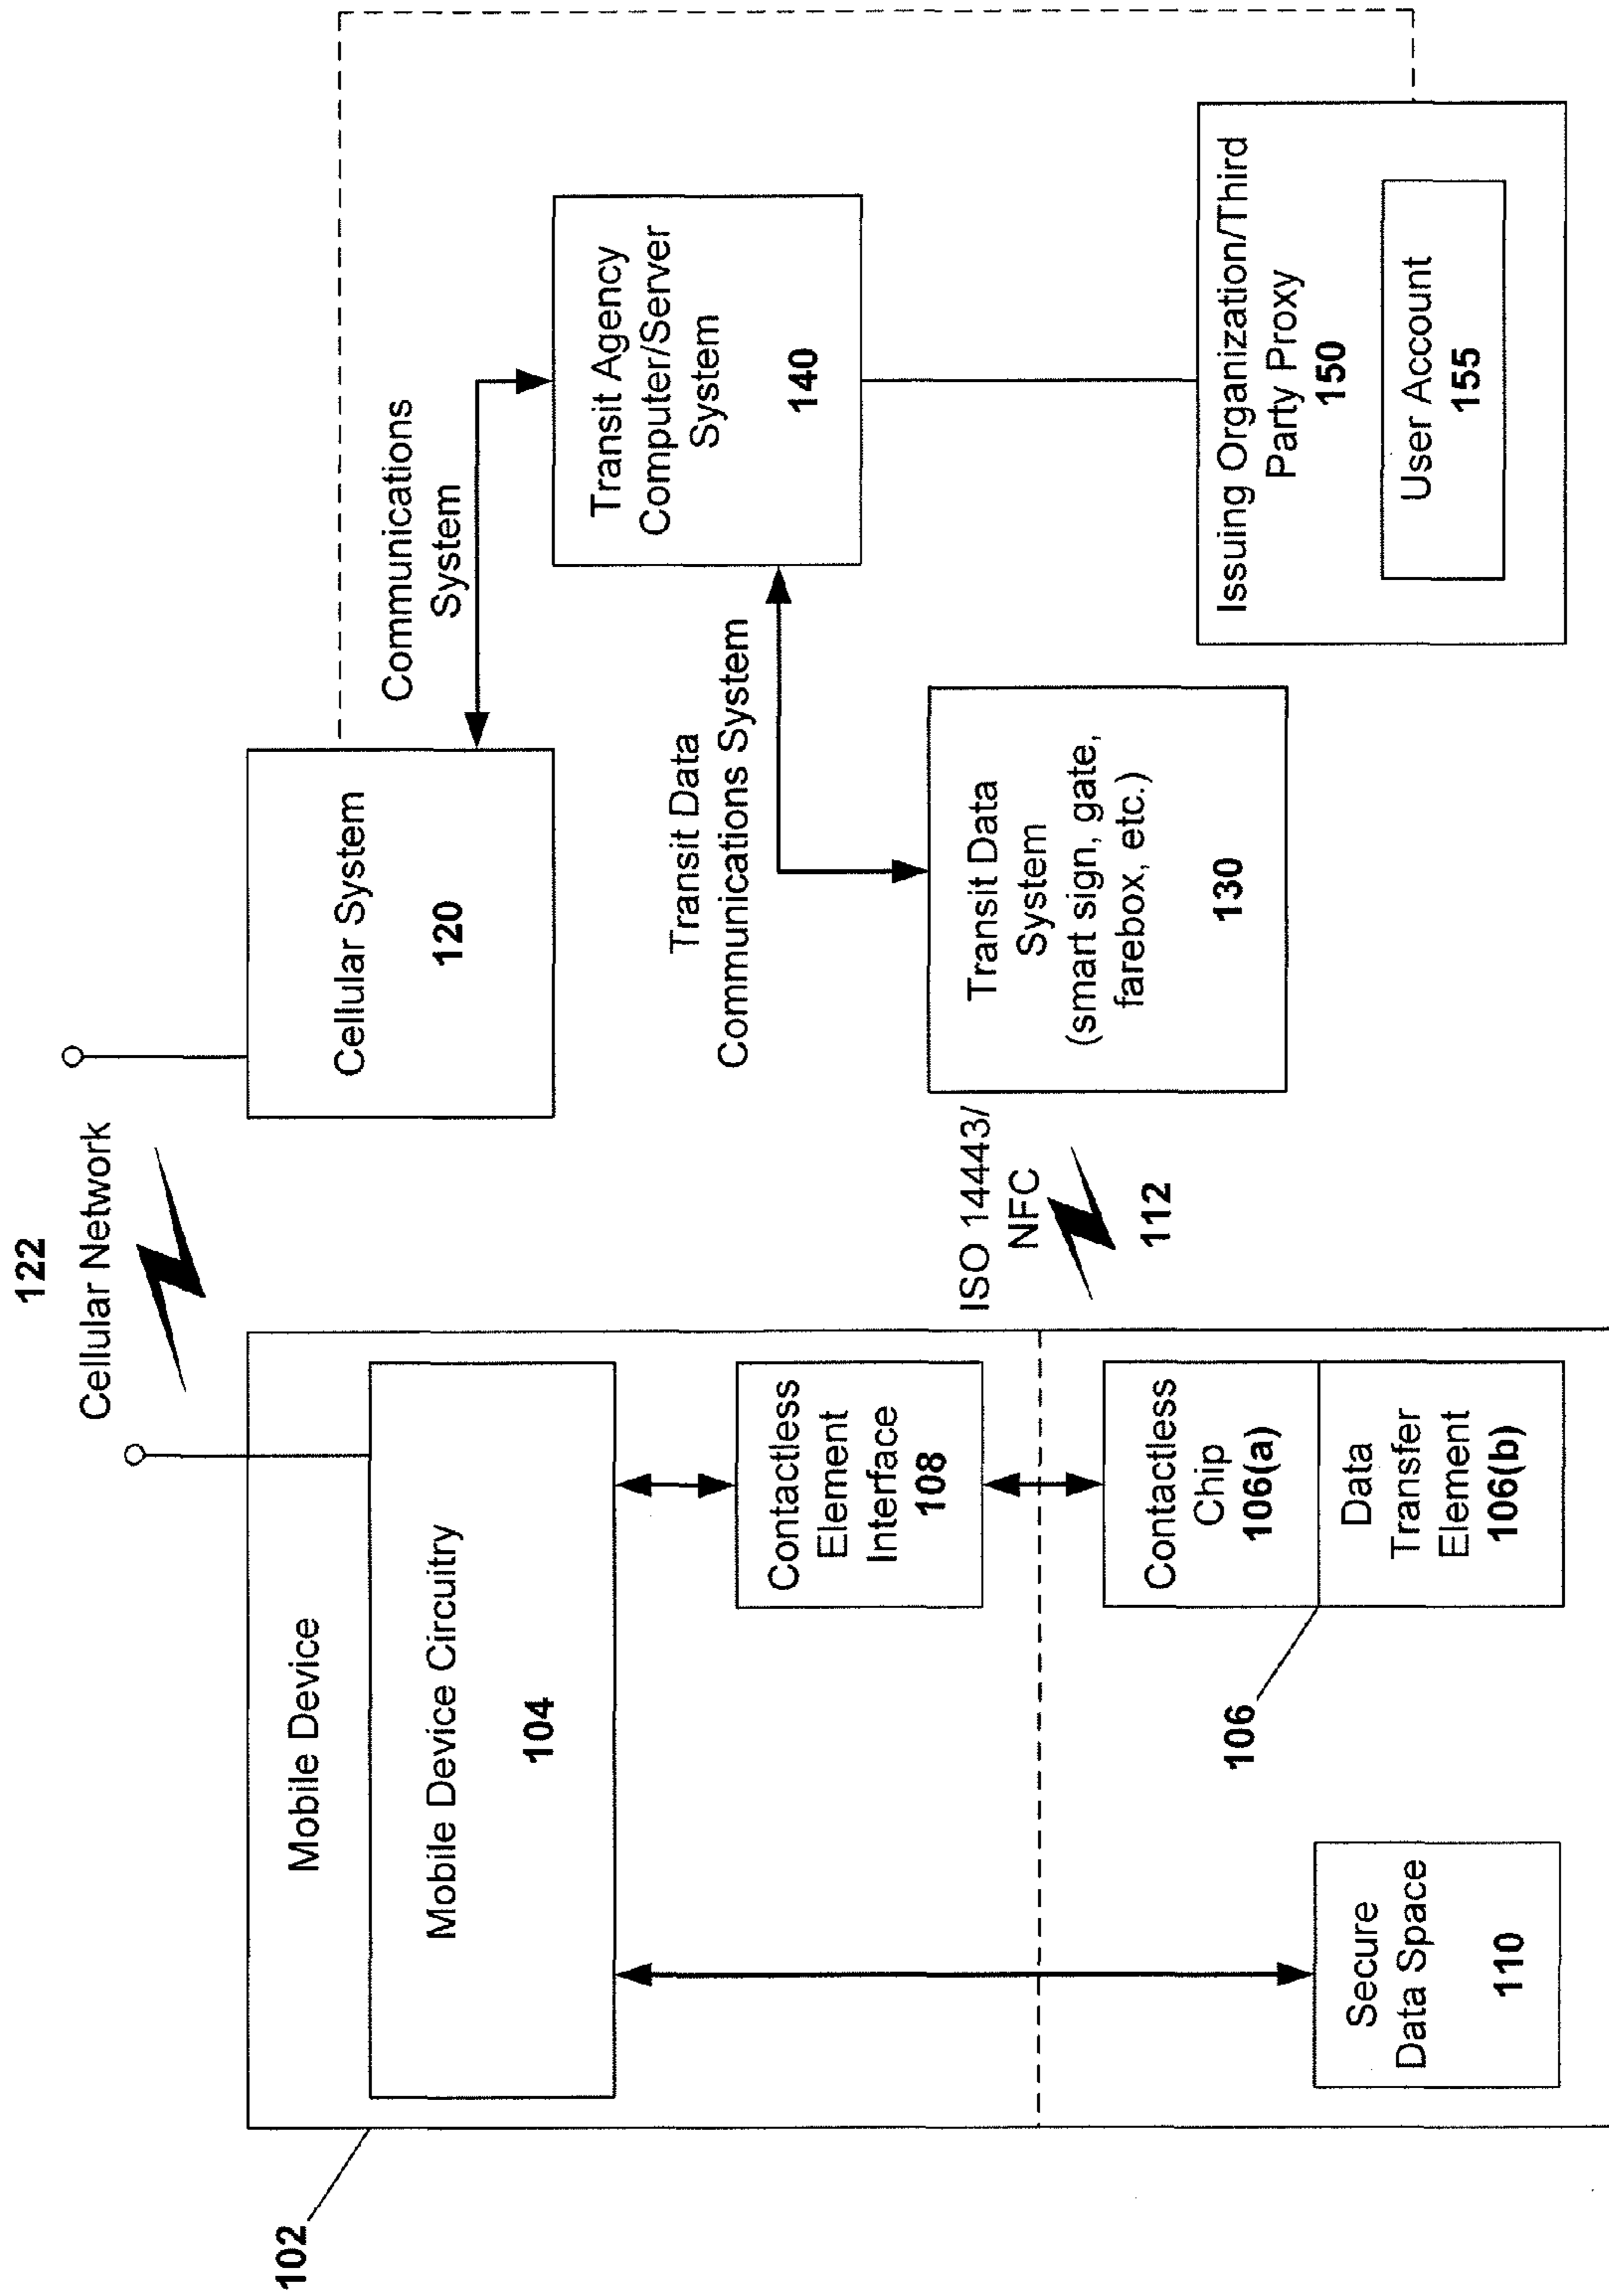 122
Cellular Network
102
Mobile Device
Mobile Device Circuitry
104
Contactless
Element
Interface
108
Contactless
Chip
106(a)
Data
Transfer
Element
106(b)
106
Secure
Data Space
110
ISO 14443/
NFC
112
Cellular System
120
Communications
System
Transit Data
Communications System
Transit Data
System
(smart sign, gate,
farebox, etc.)
130
Transit Agency
Computer/Server
System
140
Issuing Organization/Third
Party Proxy
150
User Account
155